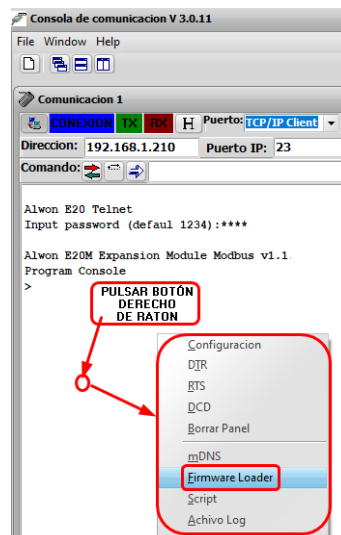 Consola de comunicacion V 3.0.11
File Window Help
Comunicacion 1
CONEXION TX RX H Puerto: TCP/IP Client
Direccion: 192.168.1.210 Puerto IP: 23
Comando:
Alwon E20 Telnet
Input password (defaul 1234):****
Alwon E20M Expansion Module Modbus v1.1
Program Console
>
PULSAR BOTÓN
DERECHO
DE RATON
Configuracion
DTR
RTS
DCD
Borrar Panel
mDNS
Firmware Loader
Script
Achivo Log